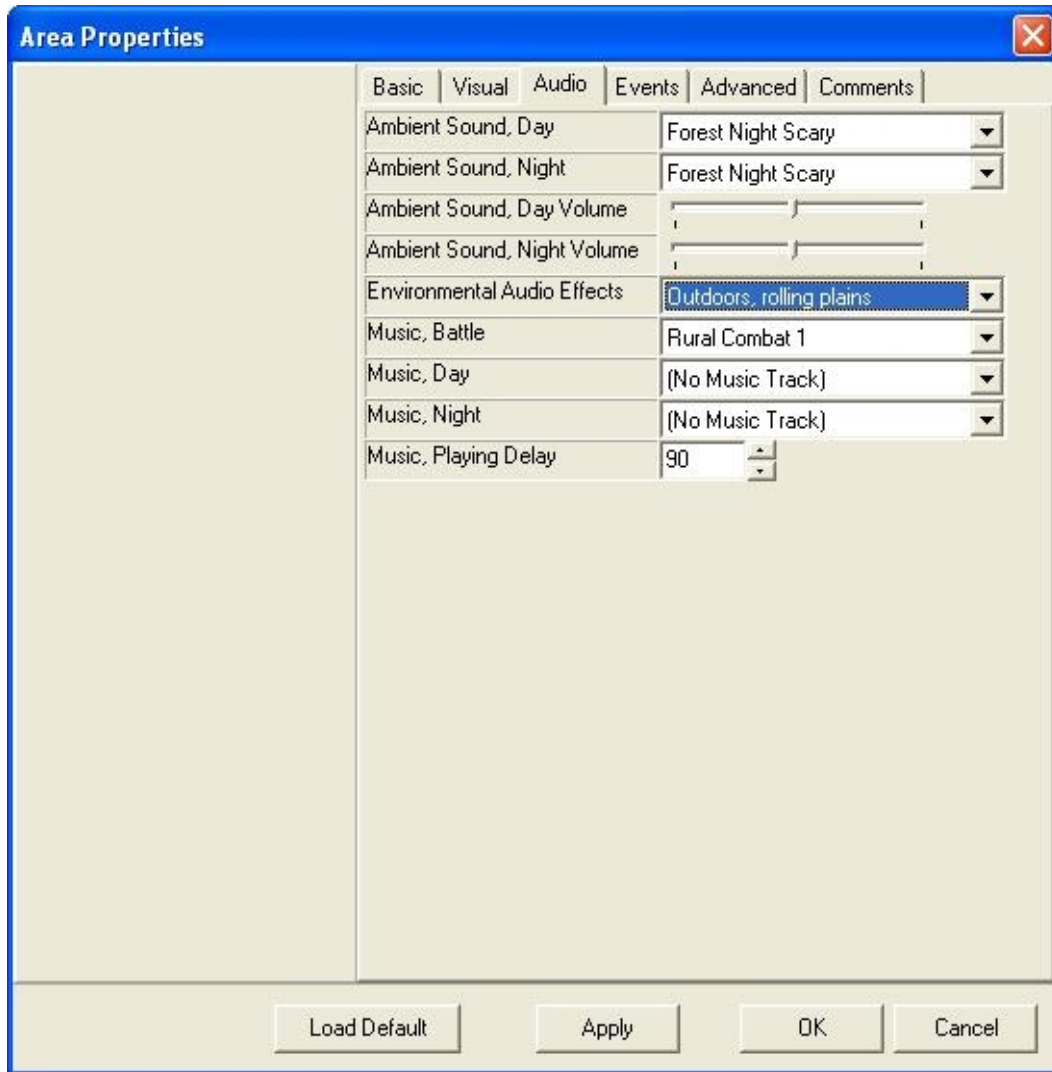 Area Properties
Basic Visual Audio Events Advanced Comments
Ambient Sound, Day Forest Night Scary
Ambient Sound, Night Forest Night Scary
Ambient Sound, Day Volume
Ambient Sound, Night Volume
Environmental Audio Effects Outdoors, rolling plains
Music, Battle Rural Combat 1
Music, Day (No Music Track)
Music, Night (No Music Track)
Music, Playing Delay 90
Load Default Apply OK Cancel